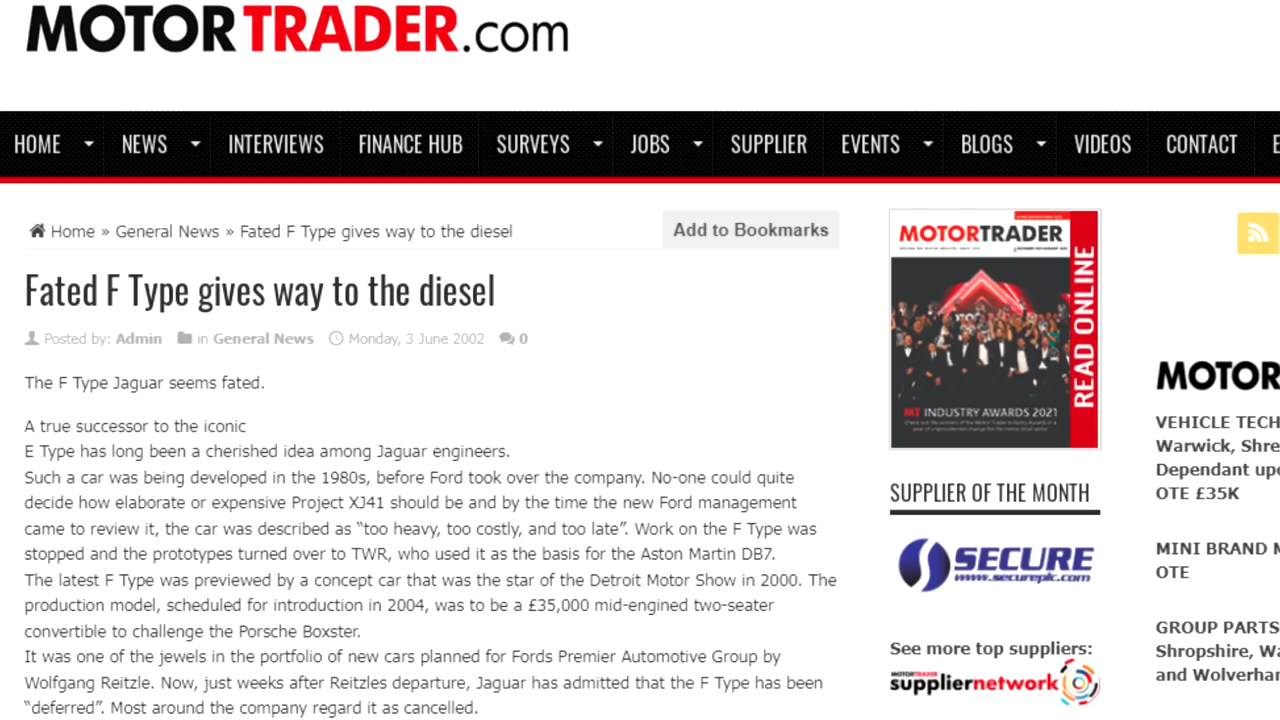 MOTOR TRADER.com
HOME NEWS INTERVIEWS FINANCE HUB SURVEYS JOBS SUPPLIER EVENTS BLOGS VIDEOS CONTACT E
Home » General News » Fated F Type gives way to the diesel
Add to Bookmarks
Fated F Type gives way to the diesel
Posted by: Admin in General News Monday, 3 June 2002 0
The F Type Jaguar seems fated.
A true successor to the iconic
E Type has long been a cherished idea among Jaguar engineers.
Such a car was being developed in the 1980s, before Ford took over the company. No-one could quite
decide how elaborate or expensive Project XJ41 should be and by the time the new Ford management
came to review it, the car was described as “too heavy, too costly, and too late”. Work on the F Type was
stopped and the prototypes turned over to TWR, who used it as the basis for the Aston Martin DB7.
The latest F Type was previewed by a concept car that was the star of the Detroit Motor Show in 2000. The
production model, scheduled for introduction in 2004, was to be a £35,000 mid-engined two-seater
convertible to challenge the Porsche Boxster.
It was one of the jewels in the portfolio of new cars planned for Fords Premier Automotive Group by
Wolfgang Reitzle. Now, just weeks after Reitzles departure, Jaguar has admitted that the F Type has been
“deferred”. Most around the company regard it as cancelled.
MOTORTRADER
READ ONLINE
MT INDUSTRY AWARDS 2021
SUPPLIER OF THE MONTH
SECURE
www.secureplc.com
See more top suppliers:
MOTORTRADER
suppliernetwork
MOTOR
VEHICLE TECH
Warwick, Shre
Dependant upo
OTE £35K
MINI BRAND M
OTE
GROUP PARTS
Shropshire, Wa
and Wolverhan